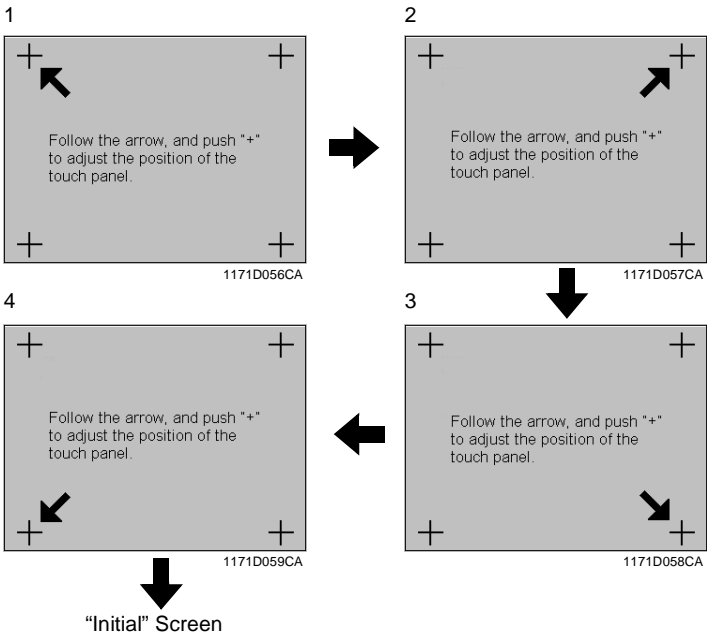 1
2
Follow the arrow, and push "+"
to adjust the position of the
touch panel.
1171D056CA
Follow the arrow, and push "+"
to adjust the position of the
touch panel.
1171D057CA
4
3
Follow the arrow, and push "+"
to adjust the position of the
touch panel.
1171D059CA
Follow the arrow, and push "+"
to adjust the position of the
touch panel.
1171D058CA
“Initial” Screen